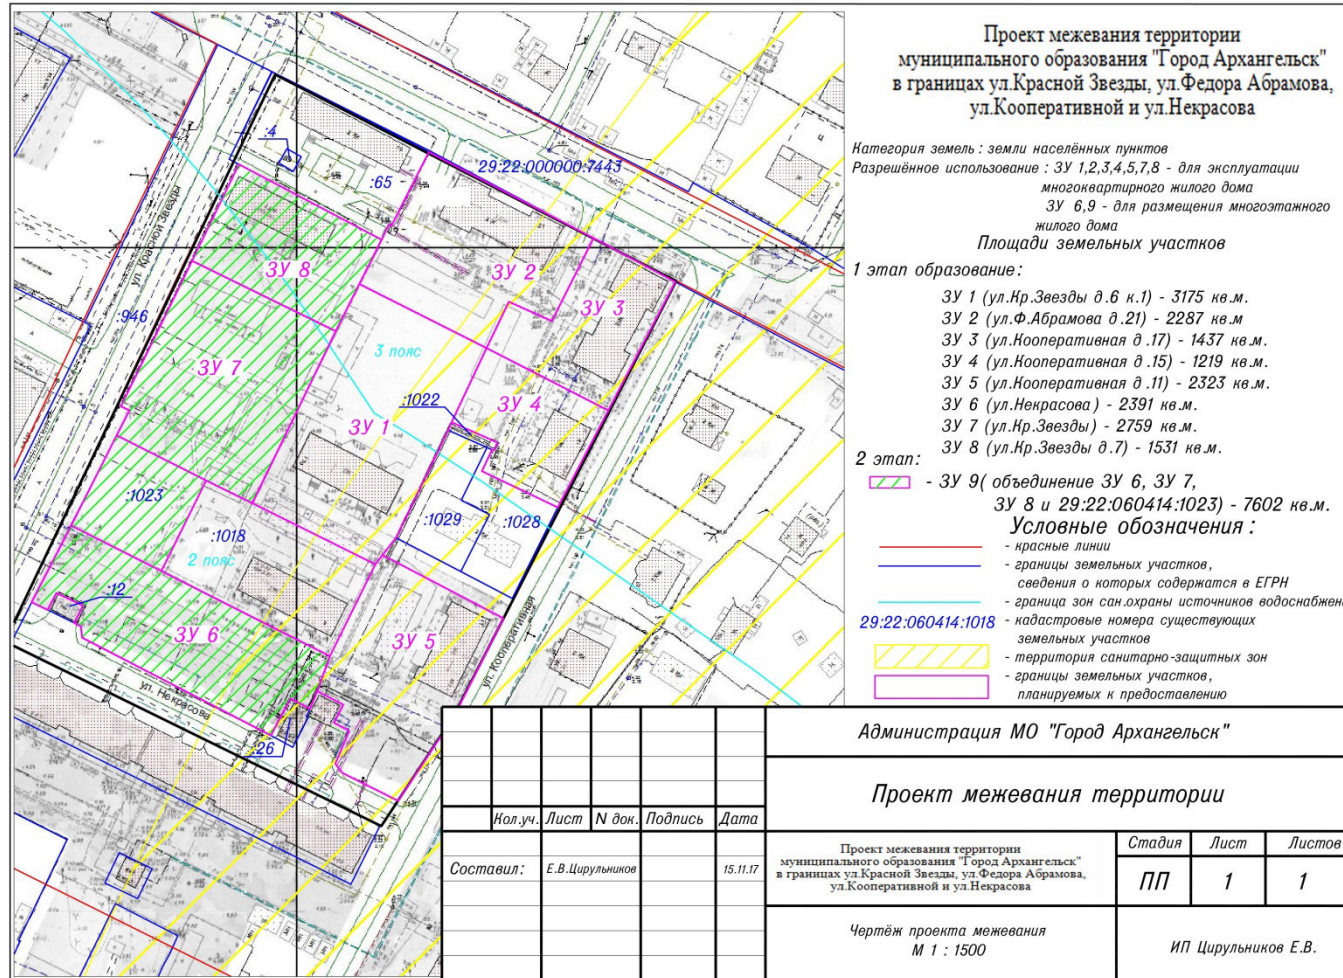 Проект межевания территории
муниципального образования "Город Архангельск"
в границах ул.Красной Звезды, ул.Федора Абрамова,
ул.Кооперативной и ул.Некрасова
Категория земель : земли населённых пунктов
Разрешённое использование : ЗУ 1,2,3,4,5,7,8 - для эксплуатации
многоквартирного жилого дома
ЗУ 6,9 - для размещения многоэтажного
жилого дома
Площади земельных участков
1 этап образование:
ЗУ 1 (ул.Кр.Звезды д.6 к.1) - 3175 кв.м.
ЗУ 2 (ул.Ф.Абрамова д.21) - 2287 кв.м
ЗУ 3 (ул.Кооперативная д.17) - 1437 кв.м.
ЗУ 4 (ул.Кооперативная д.15) - 1219 кв.м.
ЗУ 5 (ул.Кооперативная д.11) - 2323 кв.м.
ЗУ 6 (ул.Некрасова) - 2391 кв.м.
ЗУ 7 (ул.Кр.Звезды) - 2759 кв.м.
ЗУ 8 (ул.Кр.Звезды д.7) - 1531 кв.м.
2 этап:
- ЗУ 9( объединение ЗУ 6, ЗУ 7,
ЗУ 8 и 29:22:060414:1023) - 7602 кв.м.
Условные обозначения :
- красные линии
- границы земельных участков,
сведения о которых содержатся в ЕГРН
- граница зон сан.охраны источников водоснабжен
29:22:060414:1018 - кадастровые номера существующих
земельных участков
- территория санитарно-защитных зон
- границы земельных участков,
планируемых к предоставлению
:4
:65
29:22:000000:7443
ул. Красной Звезды
ЗУ 8
ЗУ 2
ЗУ 3
:946
3 пояс
ЗУ 7
:1022
ЗУ 4
ЗУ 1
:1023
:1018
:1029
:1028
2 пояс
:12
ЗУ 6
ЗУ 5
ул. Кооперативная
ул. Некрасова
:26
Кол.уч. Лист N док. Подпись Дата
Составил: Е.В.Цирульников 15.11.17
Администрация МО "Город Архангельск"
Проект межевания территории
Проект межевания территории
муниципального образования "Город Архангельск"
в границах ул.Красной Звезды, ул.Федора Абрамова,
ул.Кооперативной и ул.Некрасова
Стадия Лист Листов
ПП 1 1
Чертёж проекта межевания
М 1 : 1500
ИП Цирульников Е.В.